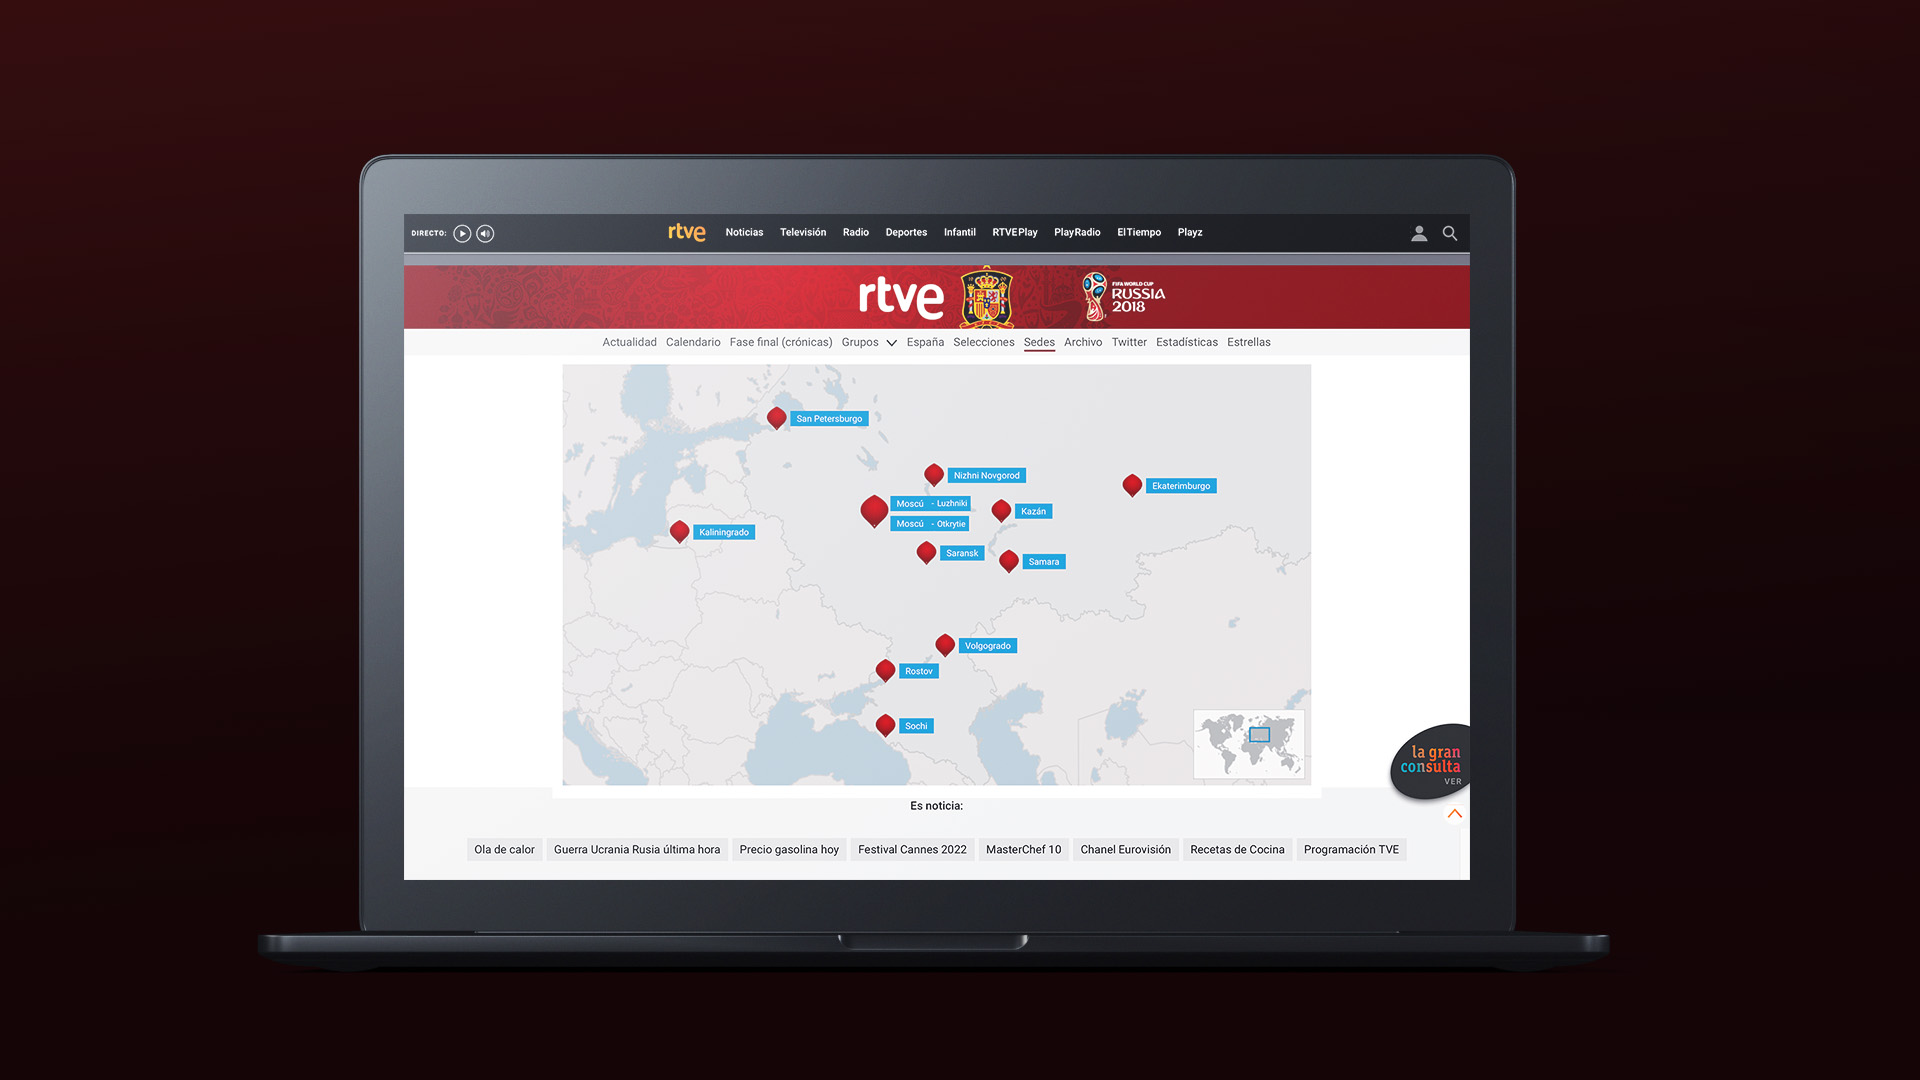 DIRECTO:
rtve Noticias Televisión Radio Deportes Infantil RTVEPlay PlayRadio ElTiempo Playz
rtve
FIFA WORLD CUP
RUSSIA
2018
Actualidad Calendario Fase final (crónicas) Grupos España Selecciones Sedes Archivo Twitter Estadísticas Estrellas
San Petersburgo
Nizhni Novgorod
Ekaterimburgo
Moscú - Luzhniki
Kazán
Moscú - Otkrytie
Kaliningrado
Saransk
Samara
Volgogrado
Rostov
Sochi
la gran
consulta
VER
Es noticia:
Ola de calor Guerra Ucrania Rusia última hora Precio gasolina hoy Festival Cannes 2022 MasterChef 10 Chanel Eurovisión Recetas de Cocina Programación TVE